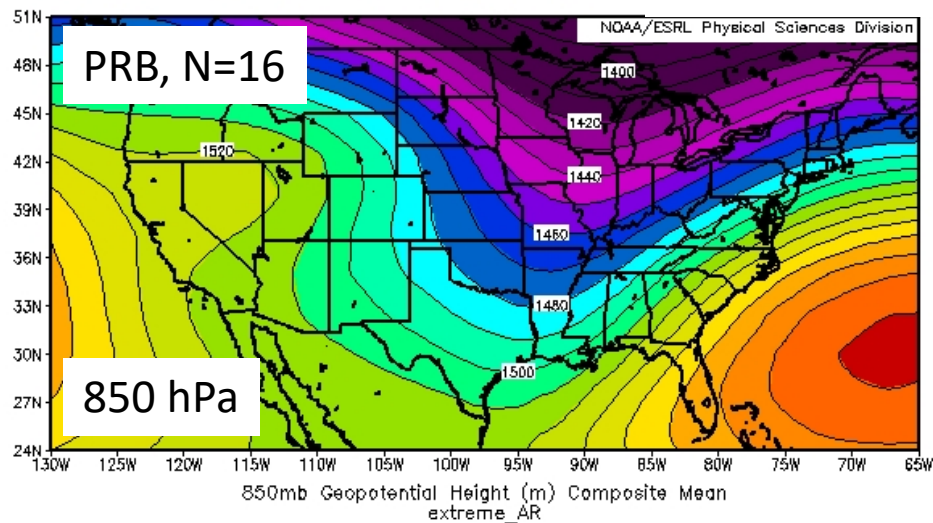 NOAA/ESRL Physical Sciences Division
PRB, N=16
850 hPa
51N
48N
45N
42N
39N
36N
33N
30N
27N
24N
1400
1420
1520
1440
1460
1480
1500
130W 125W 120W 115W 110W 105W 100W 95W 90W 85W 80W 75W 70W 65W
850mb Geopotential Height (m) Composite Mean
extreme_AR